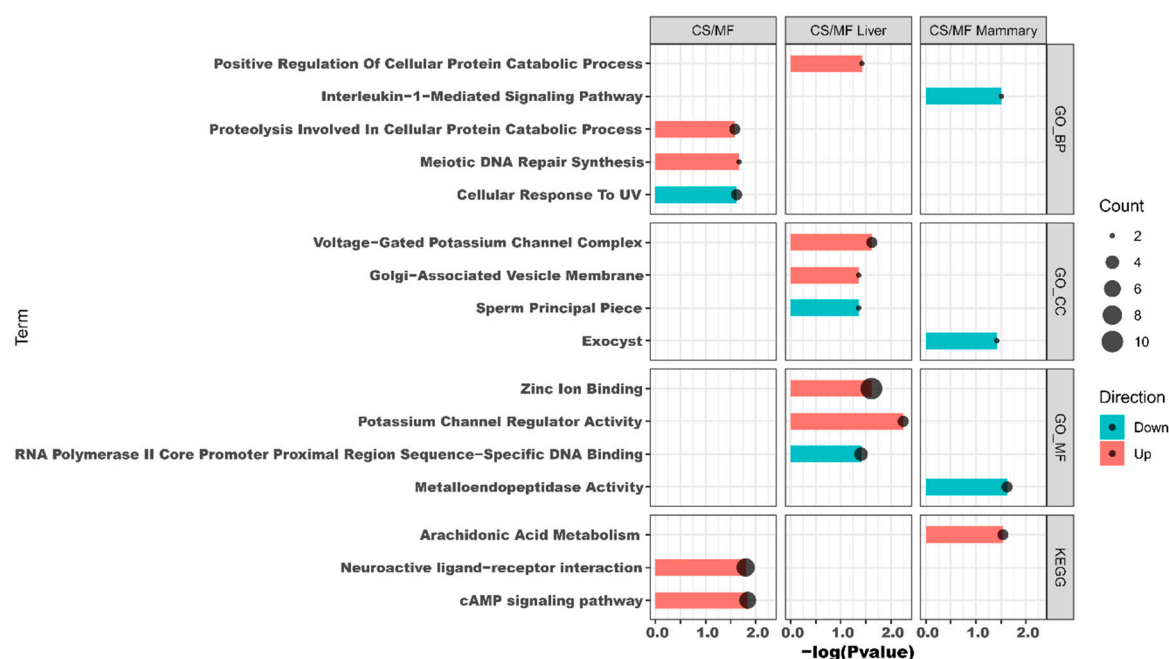 CS/MF
CS/MF Liver
CS/MF Mammary
Term
Positive Regulation Of Cellular Protein Catabolic Process
Interleukin−1−Mediated Signaling Pathway
Proteolysis Involved In Cellular Protein Catabolic Process
Meiotic DNA Repair Synthesis
Cellular Response To UV
GO_BP
Voltage−Gated Potassium Channel Complex
Golgi−Associated Vesicle Membrane
Sperm Principal Piece
Exocyst
GO_CC
Zinc Ion Binding
Potassium Channel Regulator Activity
RNA Polymerase II Core Promoter Proximal Region Sequence−Specific DNA Binding
Metalloendopeptidase Activity
GO_MF
Arachidonic Acid Metabolism
Neuroactive ligand−receptor interaction
cAMP signaling pathway
KEGG
0.0 1.0 2.0
0.0 1.0 2.0
0.0 1.0 2.0
−log(Pvalue)
Count
2
4
6
8
10
Direction
Down
Up